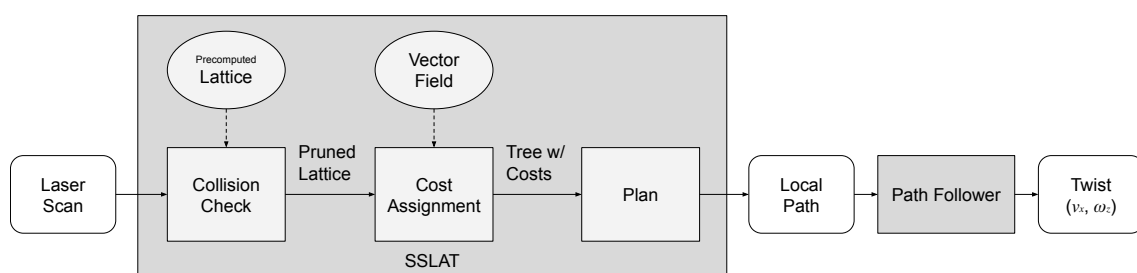 Precomputed
Lattice
Vector
Field
Laser
Scan
Collision
Check
Pruned
Lattice
Cost
Assignment
Tree w/
Costs
Plan
Local
Path
Path Follower
Twist
(vₓ, ω_z)
SSLAT